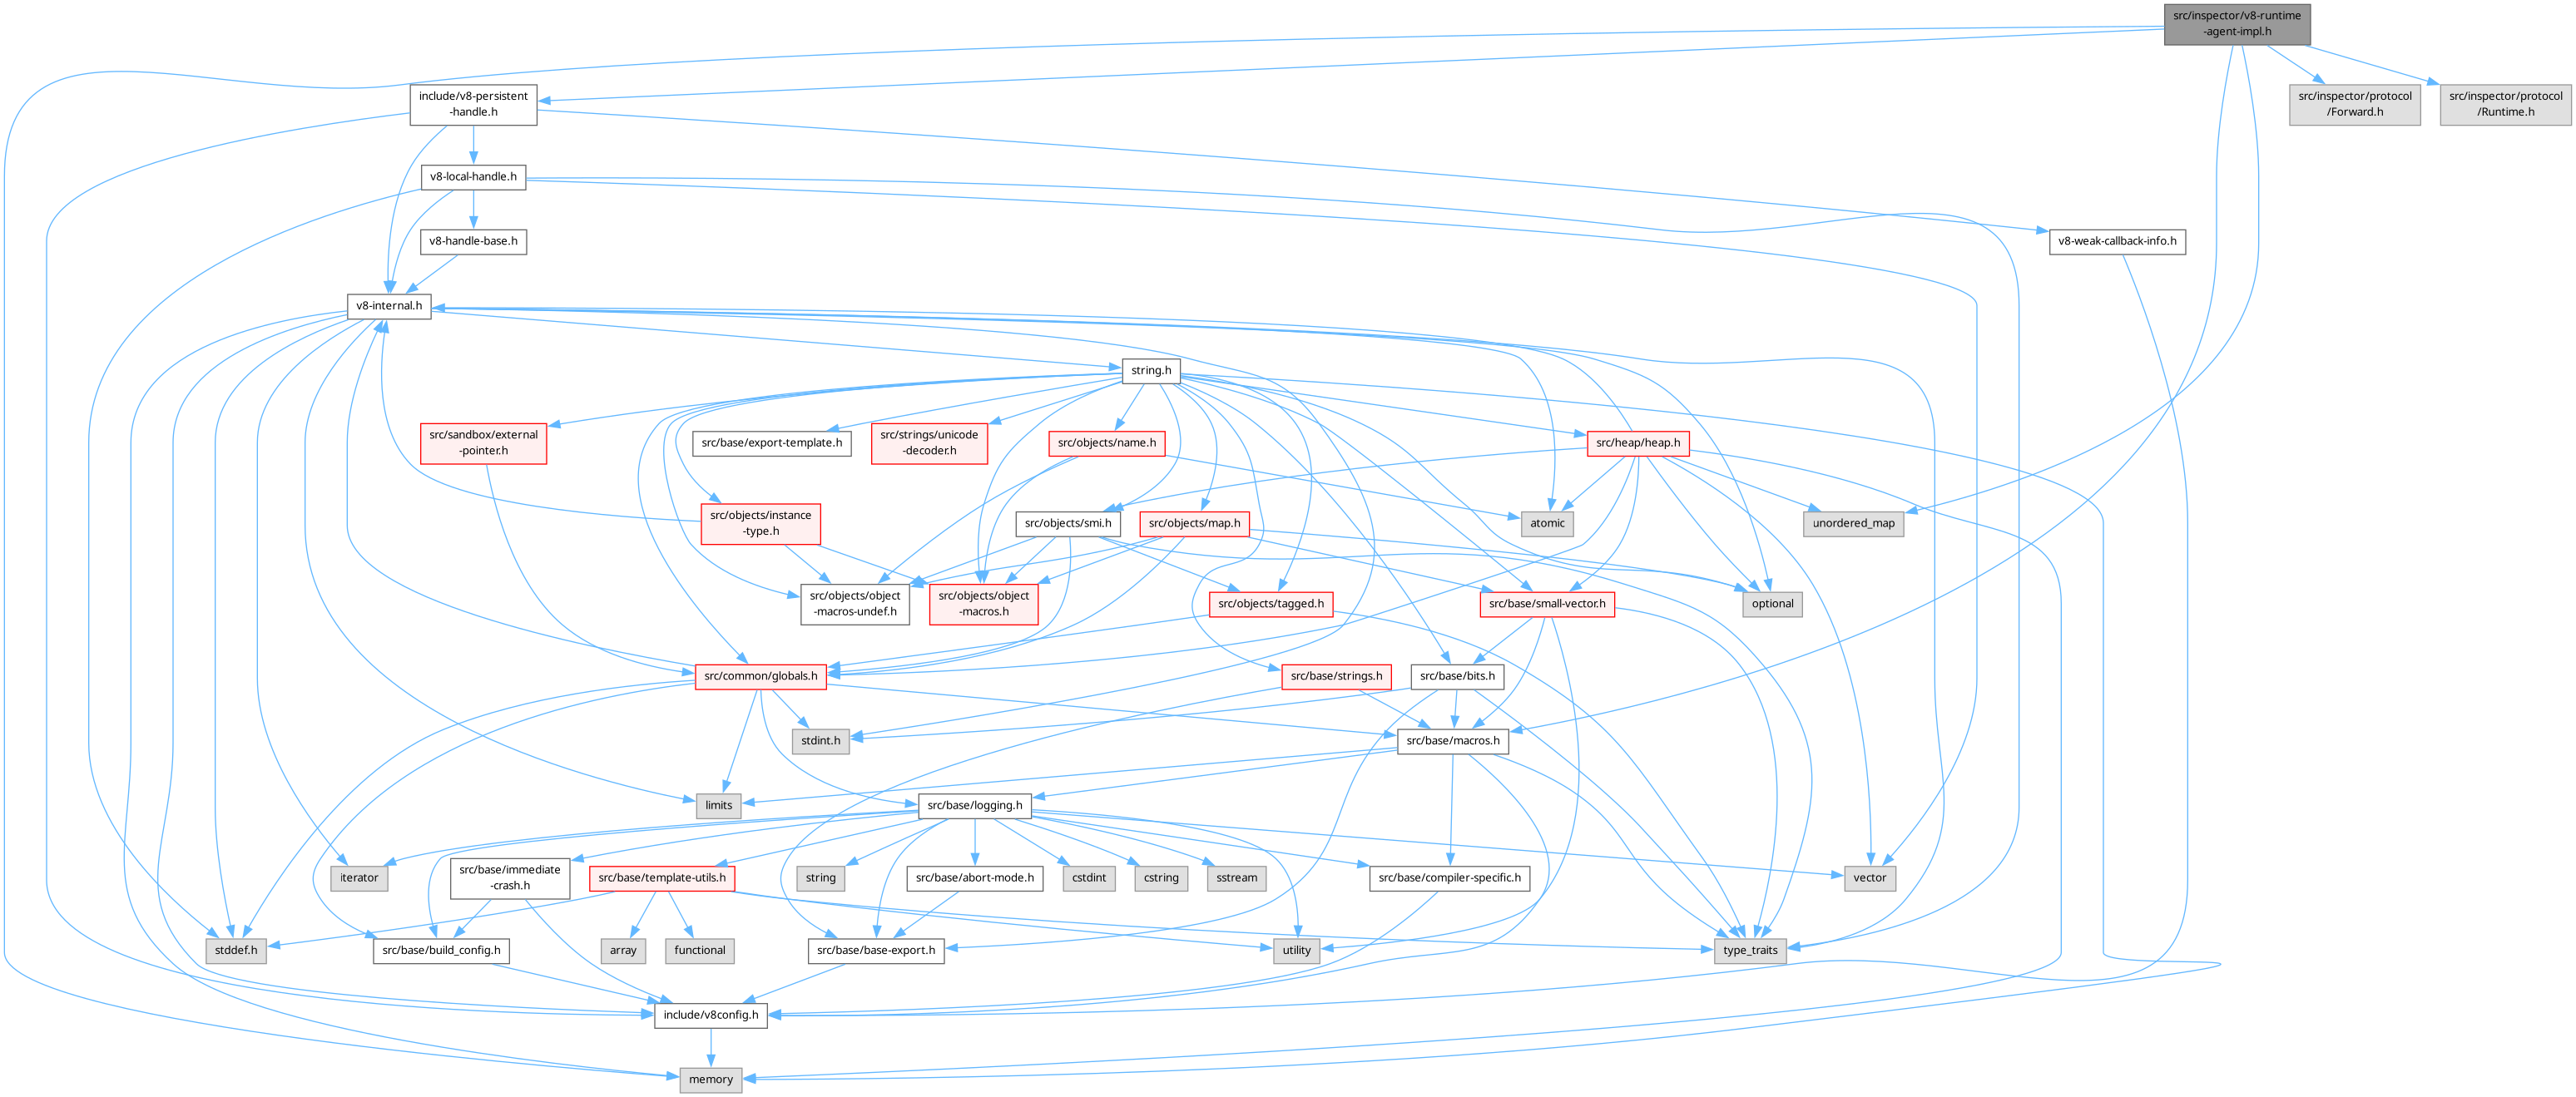 src/inspector/v8-runtime
-agent-impl.h
include/v8-persistent
-handle.h
src/inspector/protocol
/Forward.h
src/inspector/protocol
/Runtime.h
v8-local-handle.h
v8-handle-base.h
v8-weak-callback-info.h
v8-internal.h
string.h
src/sandbox/external
-pointer.h
src/base/export-template.h
src/strings/unicode
-decoder.h
src/objects/name.h
src/heap/heap.h
src/objects/instance
-type.h
src/objects/smi.h
src/objects/map.h
atomic
unordered_map
src/objects/object
-macros-undef.h
src/objects/object
-macros.h
src/objects/tagged.h
src/base/small-vector.h
optional
src/common/globals.h
src/base/strings.h
src/base/bits.h
stdint.h
src/base/macros.h
limits
src/base/logging.h
iterator
src/base/immediate
-crash.h
src/base/template-utils.h
string
src/base/abort-mode.h
cstdint
cstring
sstream
src/base/compiler-specific.h
vector
stddef.h
src/base/build_config.h
array
functional
src/base/base-export.h
utility
type_traits
include/v8config.h
memory